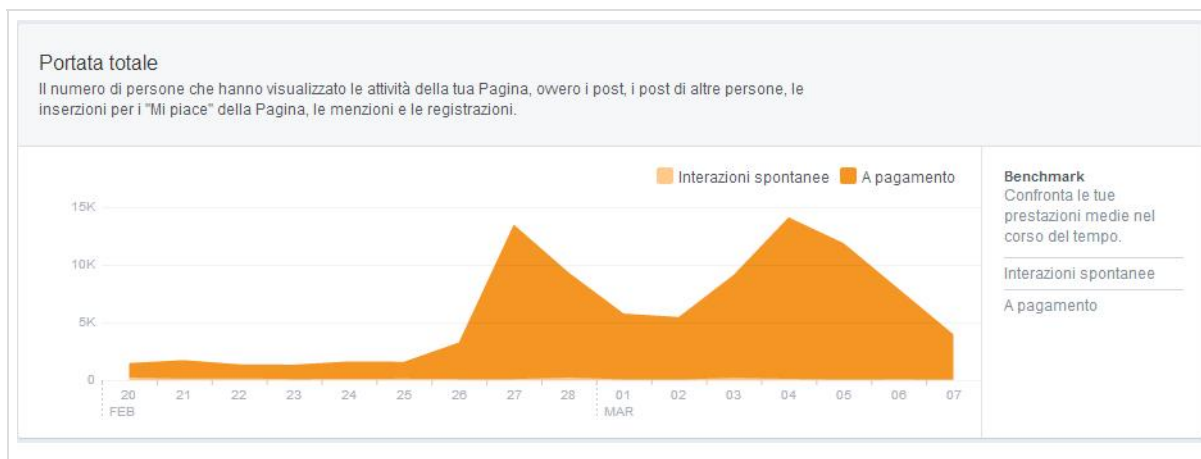 Portata totale
Il numero di persone che hanno visualizzato le attività della tua Pagina, ovvero i post, i post di altre persone, le
inserzioni per i "Mi piace" della Pagina, le menzioni e le registrazioni.
Interazioni spontanee A pagamento
15K
10K
5K
0
20 21 22 23 24 25 26 27 28 01 02 03 04 05 06 07
FEB MAR
Benchmark
Confronta le tue
prestazioni medie nel
corso del tempo.
Interazioni spontanee
A pagamento